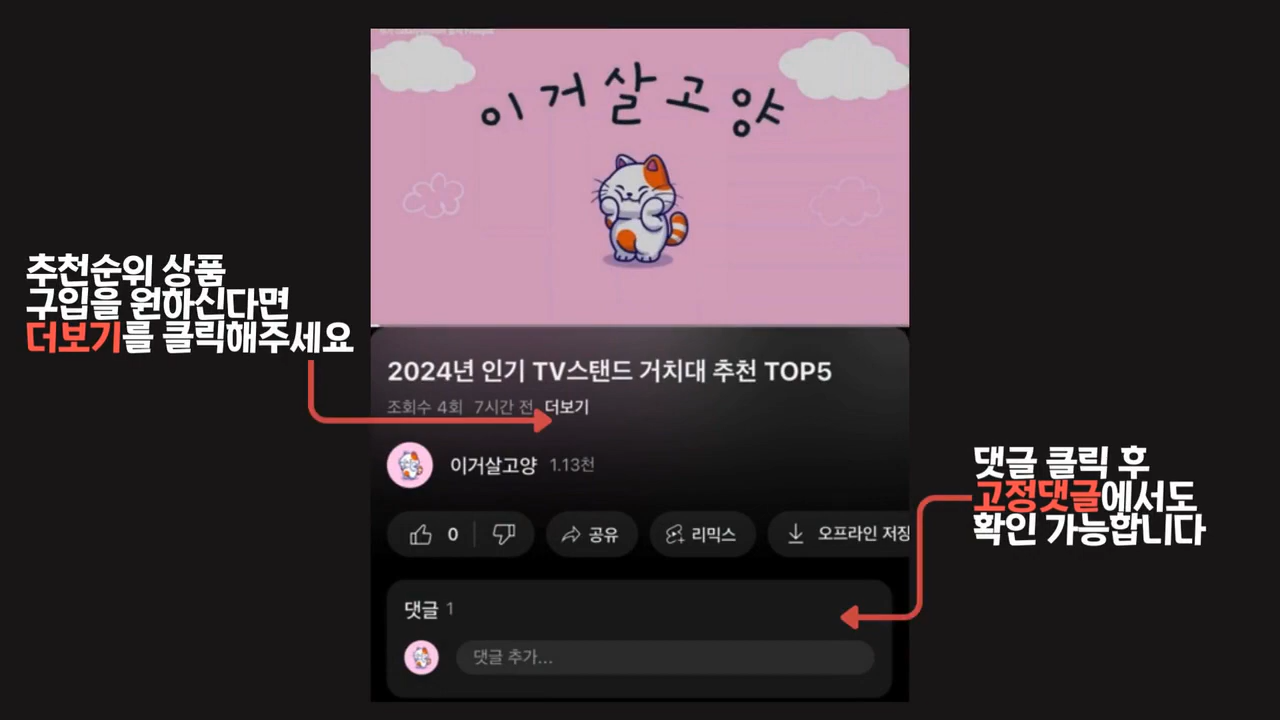 이거살고양
추천순위 상품
구입을 원하신다면
더보기를 클릭해주세요
2024년 인기 TV스탠드 거치대 추천 TOP5
조회수 4회 7시간 전 더보기
이거살고양 1.13천
0 공유 리믹스 오프라인 저장
댓글 클릭 후
고정댓글에서도
확인 가능합니다
댓글 1
댓글 추가...